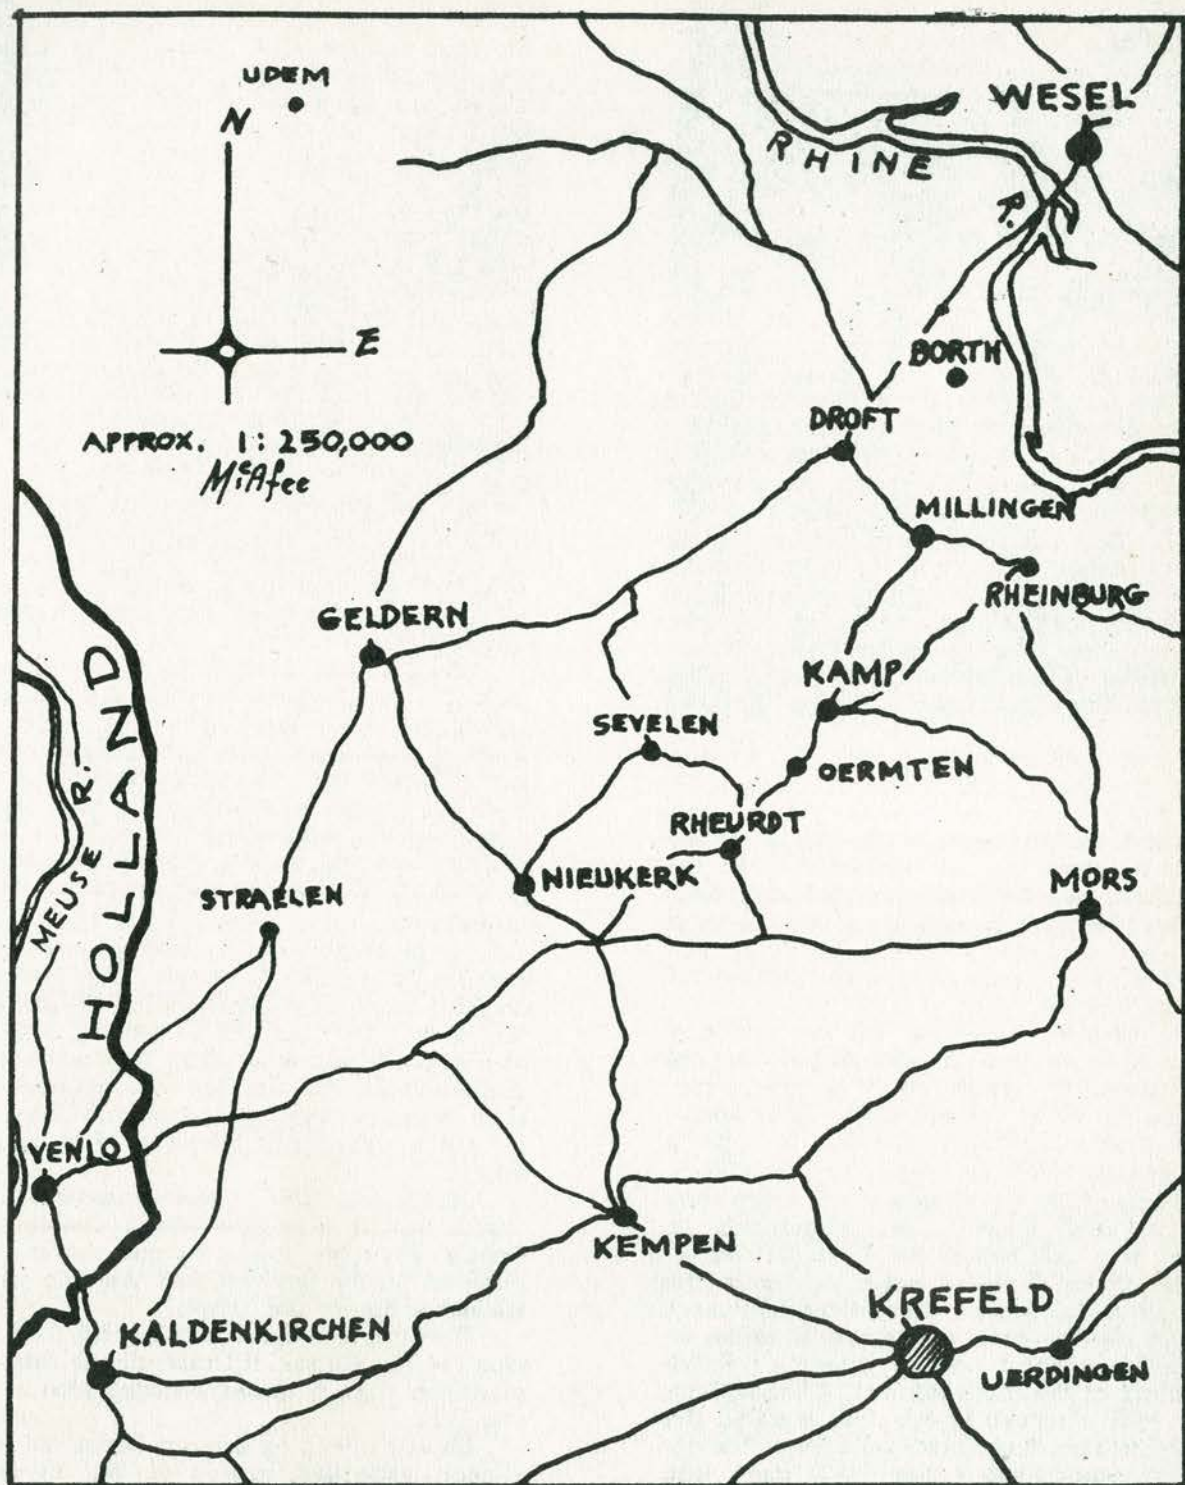 UDEM
N
E
APPROX. 1:250,000
McAfee
WESEL
RHINE R.
BORTH
DROFT
MILLINGEN
RHEINBURG
GELDERN
KAMP
SEVELEN
OERMTEN
RHEURDT
NIEUKERK
STRAELEN
MORS
HOLLAND
MEUSE R.
VENLO
KEMPEN
KREFELD
KALDENKIRCHEN
UERDINGEN